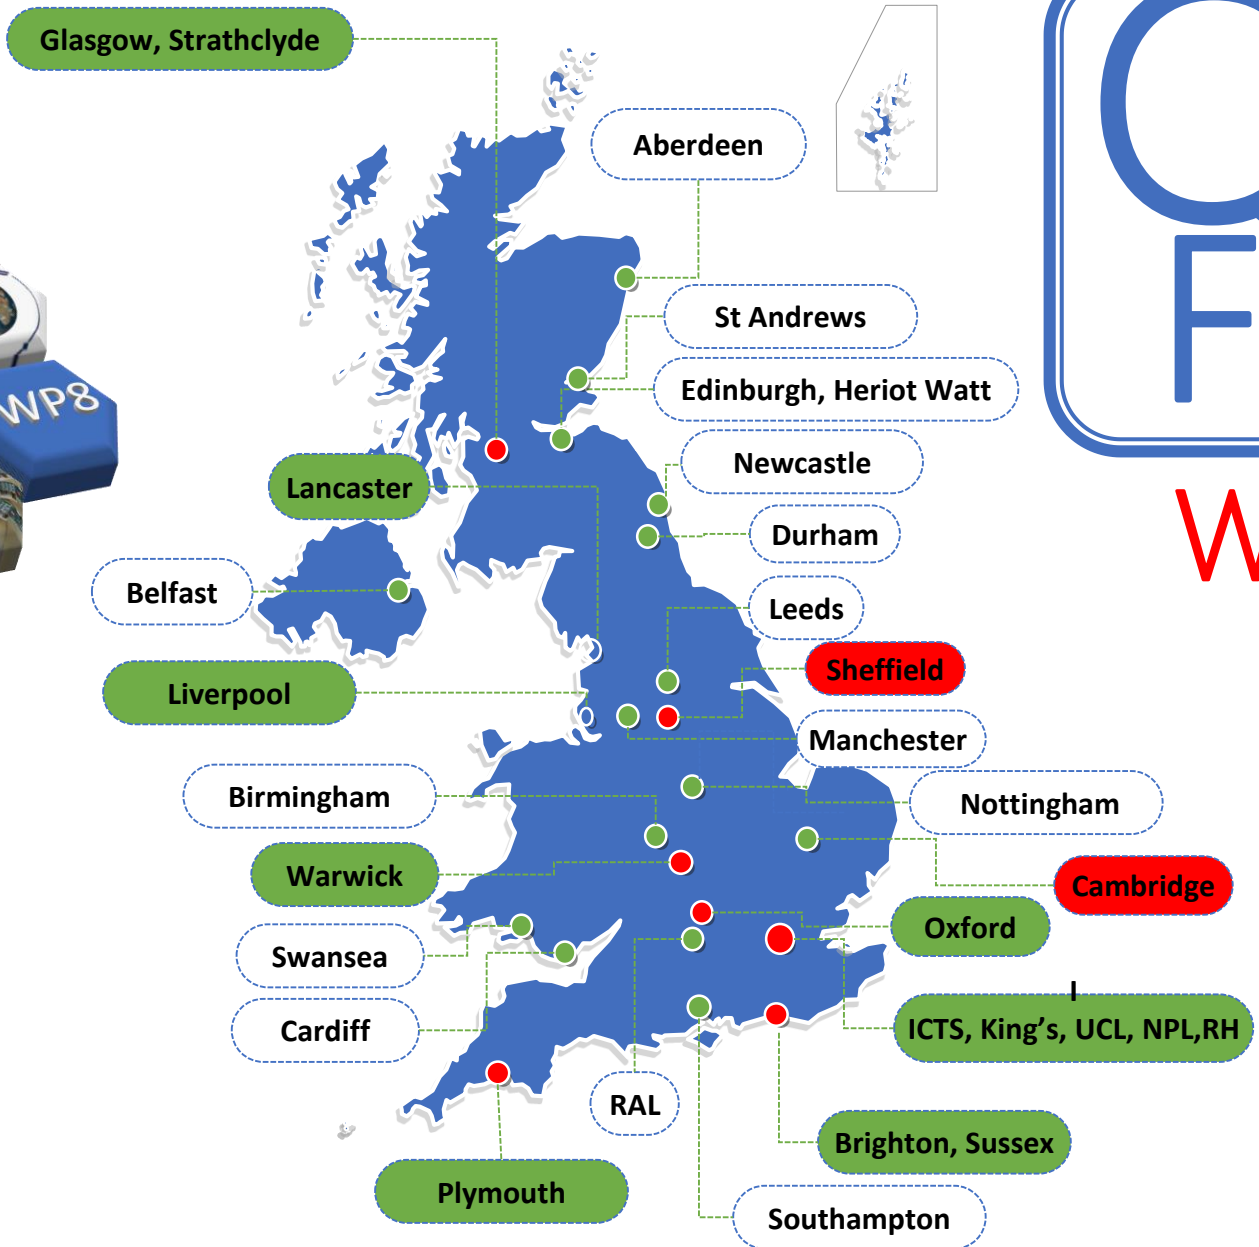 Glasgow, Strathclyde
Aberdeen
St Andrews
Edinburgh, Heriot Watt
WP8
Newcastle
Lancaster
Durham
Belfast
Leeds
Sheffield
Liverpool
Manchester
Birmingham
Nottingham
Warwick
Cambridge
Oxford
Swansea
Cardiff
ICTS, King's, UCL, NPL,RH
RAL
Brighton, Sussex
Plymouth
Southampton
F
W